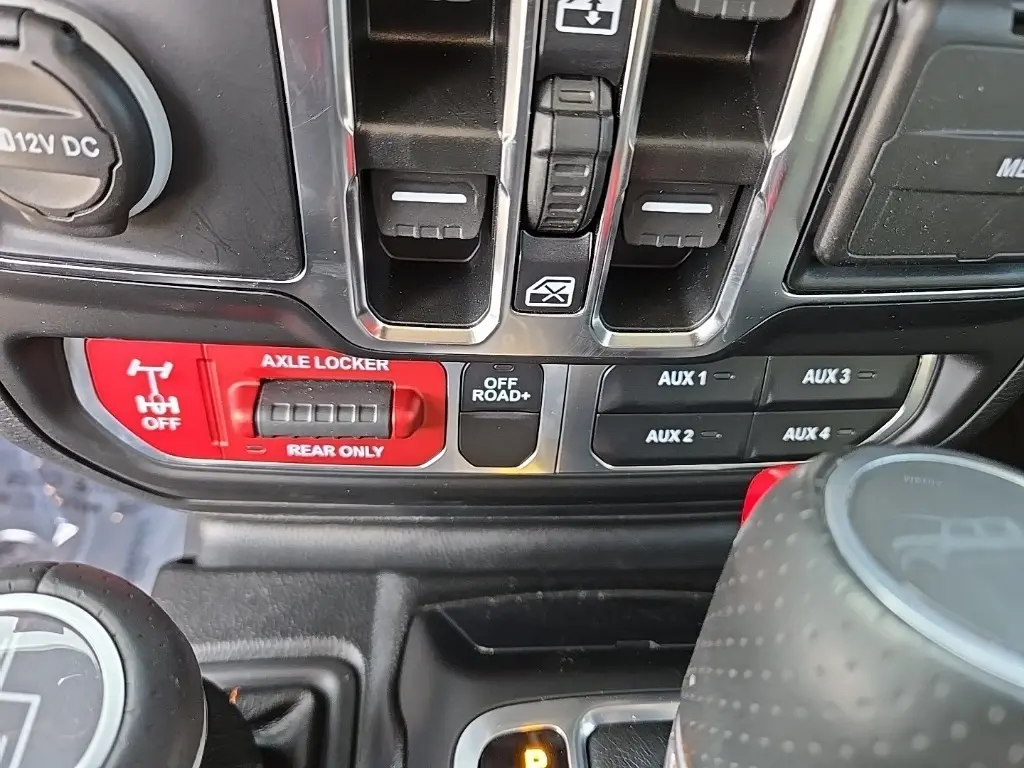 12V DC
AXLE LOCKER
OFF
REAR ONLY
OFF
ROAD+
AUX 1
AUX 3
AUX 2
AUX 4
P